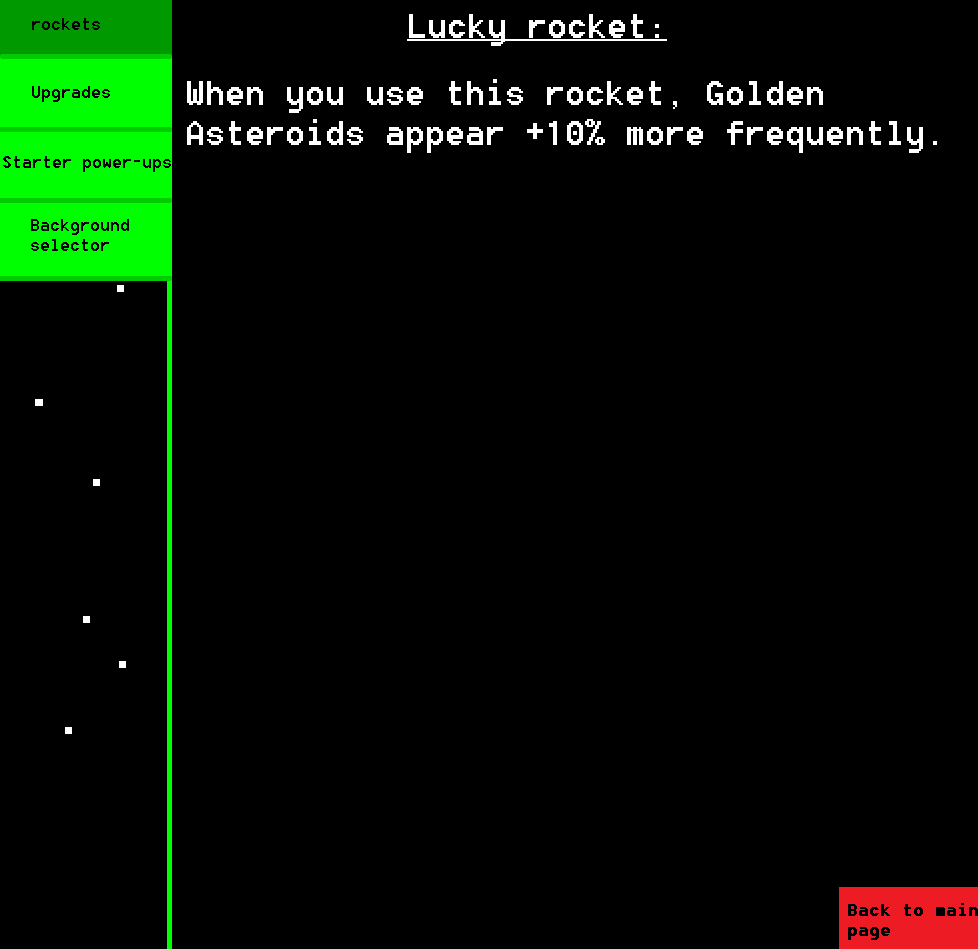 rockets
Upgrades
Starter power-ups
Background
selector
Lucky rocket:
When you use this rocket, Golden
Asteroids appear +10% more frequently.
Back to main
page